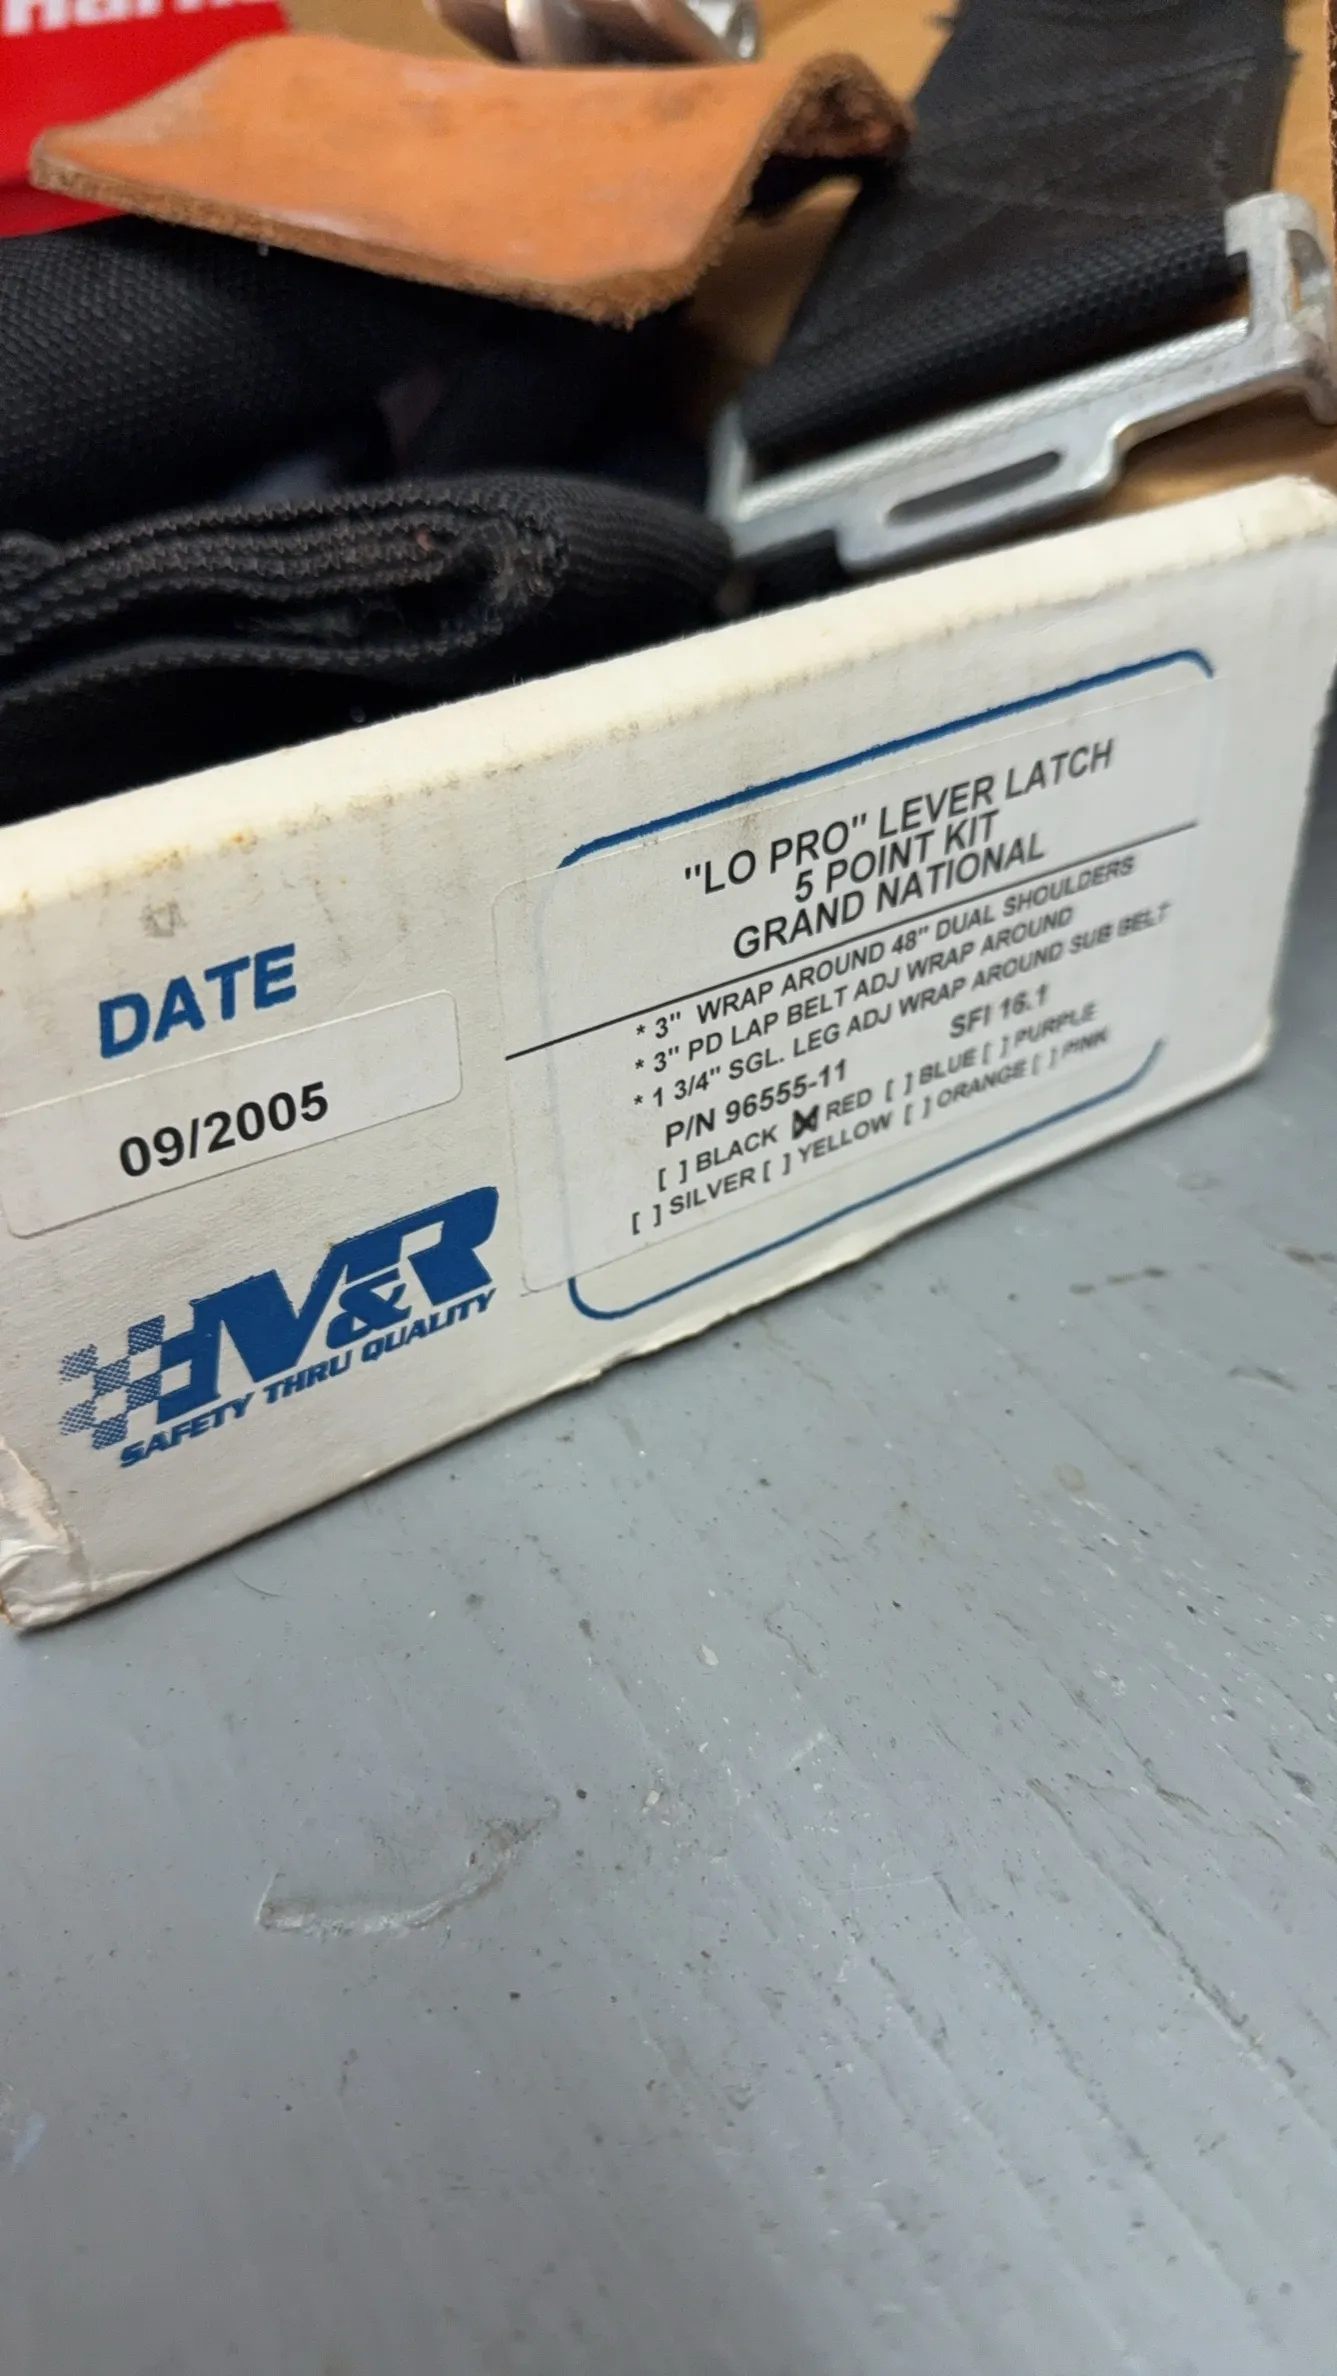 DATE
09/2005
M&R
SAFETY THRU QUALITY
"LO PRO" LEVER LATCH
5 POINT KIT
GRAND NATIONAL
* 3" WRAP AROUND 48" DUAL SHOULDERS
* 3" PD LAP BELT ADJ WRAP AROUND
* 1 3/4" SGL. LEG ADJ WRAP AROUND SUB BELT
P/N 96555-11 SFI 16.1
[ ] BLACK [X] RED [ ] BLUE [ ] PURPLE
[ ] SILVER [ ] YELLOW [ ] ORANGE [ ] PINK